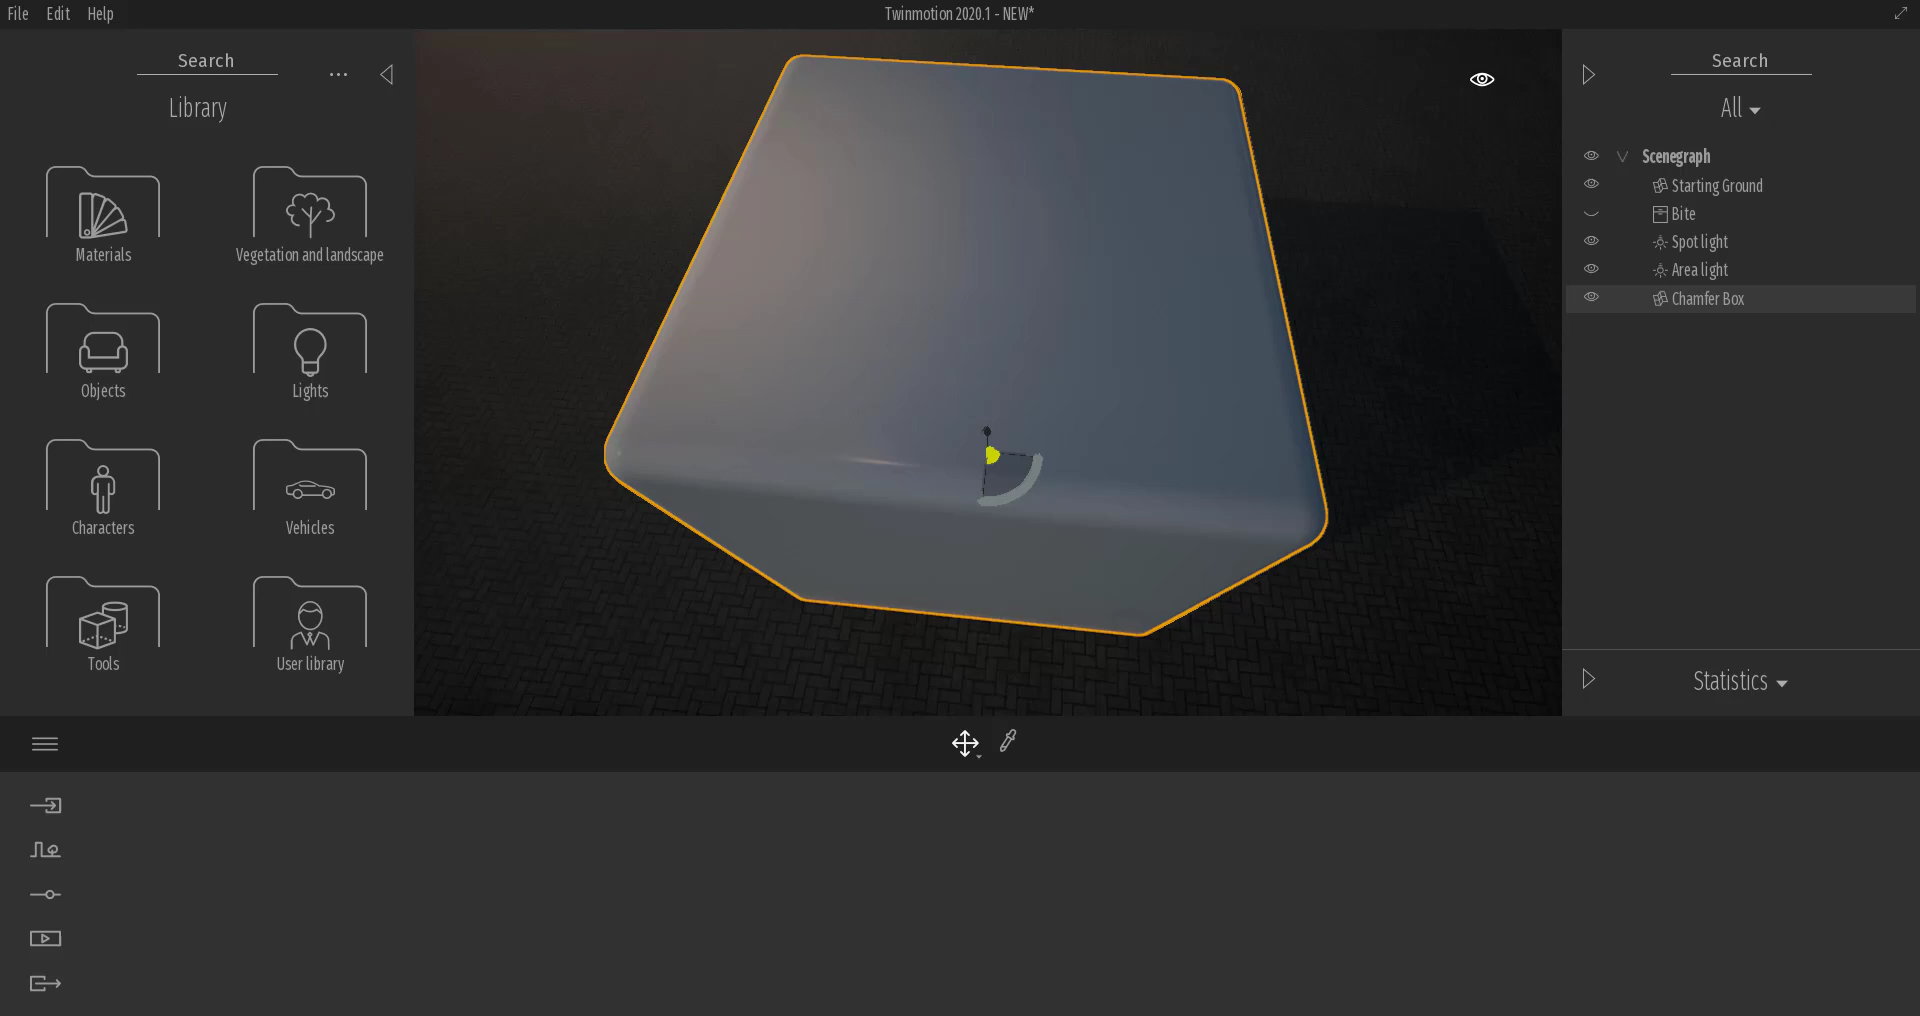 File Edit Help
Twinmotion 2020.1 - NEW*
Search
Library
Materials
Vegetation and landscape
Objects
Lights
Characters
Vehicles
Tools
User library
Search
All
Scenegraph
Starting Ground
Bite
Spot light
Area light
Chamfer Box
Statistics